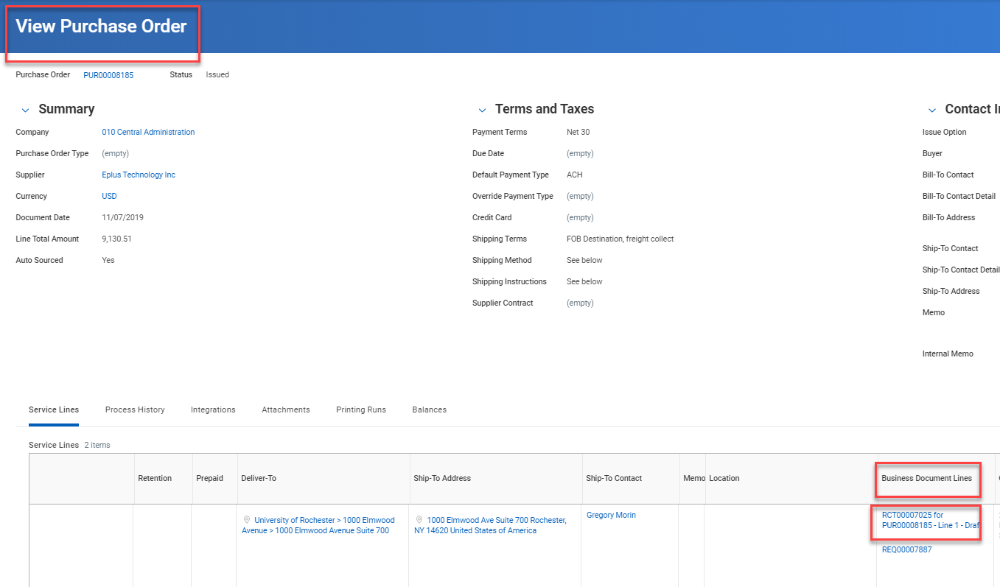 View Purchase Order
Purchase Order PUR00008185 Status Issued
Summary
Company 010 Central Administration
Purchase Order Type (empty)
Supplier Eplus Technology Inc
Currency USD
Document Date 11/07/2019
Line Total Amount 9,130.51
Auto Sourced Yes
Terms and Taxes
Payment Terms Net 30
Due Date (empty)
Default Payment Type ACH
Override Payment Type (empty)
Credit Card (empty)
Shipping Terms FOB Destination, freight collect
Shipping Method See below
Shipping Instructions See below
Supplier Contract (empty)
Contact
Issue Option
Buyer
Bill-To Contact
Bill-To Contact Detail
Bill-To Address
Ship-To Contact
Ship-To Contact Detail
Ship-To Address
Memo
Internal Memo
Service Lines Process History Integrations Attachments Printing Runs Balances
Service Lines 2 items
Retention Prepaid Deliver-To Ship-To Address Ship-To Contact Memo Location Business Document Lines
University of Rochester > 1000 Elmwood
Avenue > 1000 Elmwood Avenue Suite 700
1000 Elmwood Ave Suite 700 Rochester,
NY 14620 United States of America
Gregory Morin
RCT00007025 for
PUR00008185 - Line 1 - Draf
REQ00007887